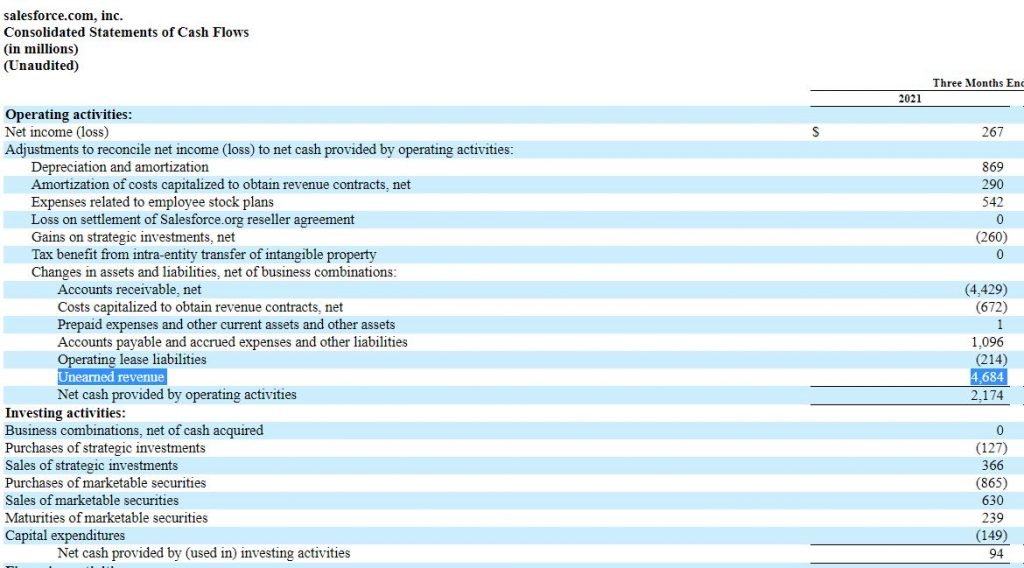 salesforce.com, inc.
Consolidated Statements of Cash Flows
(in millions)
(Unaudited)
Three Months End
2021
Operating activities:
Net income (loss) $ 267
Adjustments to reconcile net income (loss) to net cash provided by operating activities:
Depreciation and amortization 869
Amortization of costs capitalized to obtain revenue contracts, net 290
Expenses related to employee stock plans 542
Loss on settlement of Salesforce.org reseller agreement 0
Gains on strategic investments, net (260)
Tax benefit from intra-entity transfer of intangible property 0
Changes in assets and liabilities, net of business combinations:
Accounts receivable, net (4,429)
Costs capitalized to obtain revenue contracts, net (672)
Prepaid expenses and other current assets and other assets 1
Accounts payable and accrued expenses and other liabilities 1,096
Operating lease liabilities (214)
Unearned revenue 4,684
Net cash provided by operating activities 2,174
Investing activities:
Business combinations, net of cash acquired 0
Purchases of strategic investments (127)
Sales of strategic investments 366
Purchases of marketable securities (865)
Sales of marketable securities 630
Maturities of marketable securities 239
Capital expenditures (149)
Net cash provided by (used in) investing activities 94